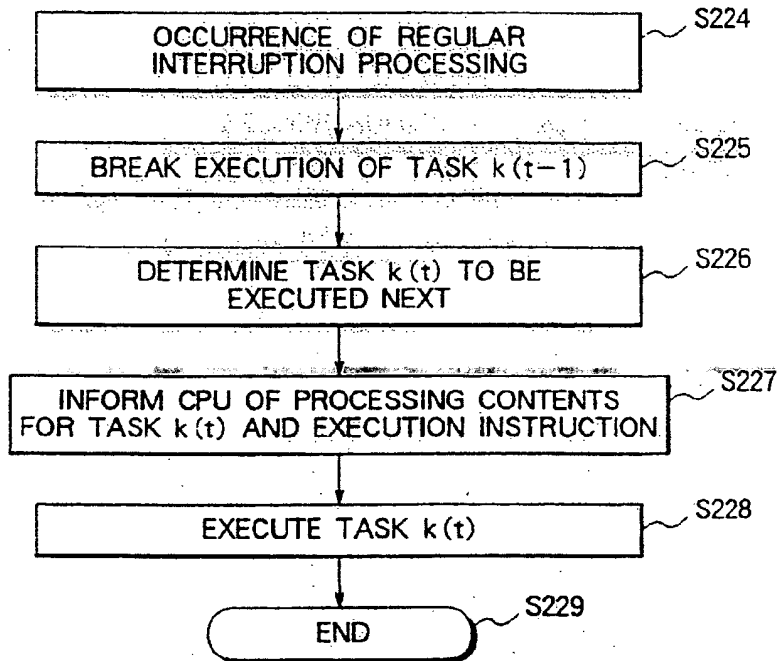 OCCURRENCE OF REGULAR
INTERRUPTION PROCESSING
S224
BREAK EXECUTION OF TASK k(t-1)
S225
DETERMINE TASK k(t) TO BE
EXECUTED NEXT
S226
INFORM CPU OF PROCESSING CONTENTS
FOR TASK k(t) AND EXECUTION INSTRUCTION
S227
EXECUTE TASK k(t)
S228
END
S229